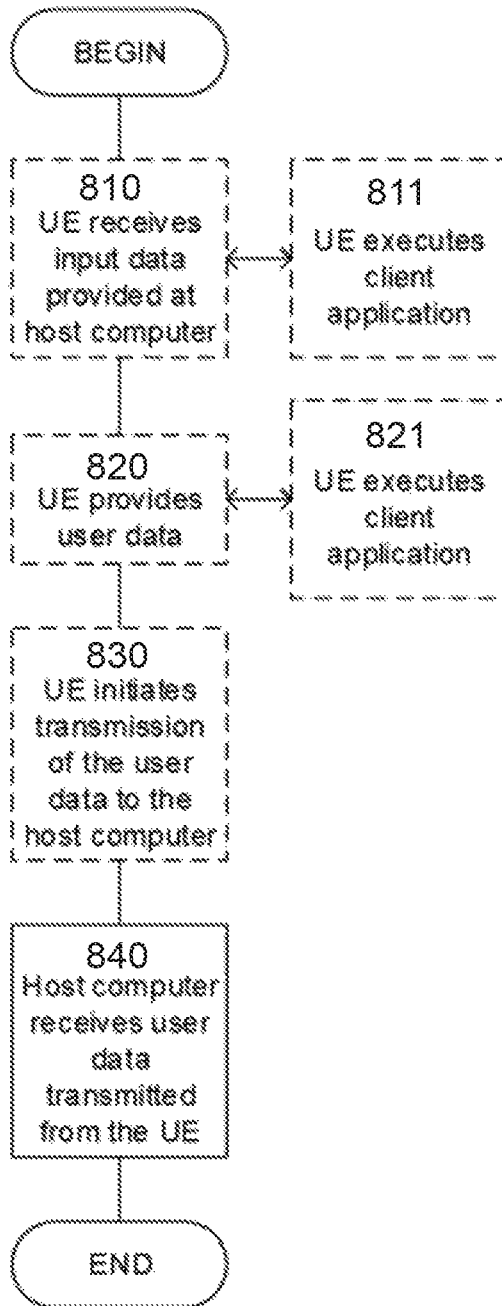 BEGIN
810
UE receives
input data
provided at
host computer
811
UE executes
client
application
820
UE provides
user data
821
UE executes
client
application
830
UE initiates
transmission
of the user
data to the
host computer
840
Host computer
receives user
data
transmitted
from the UE
END